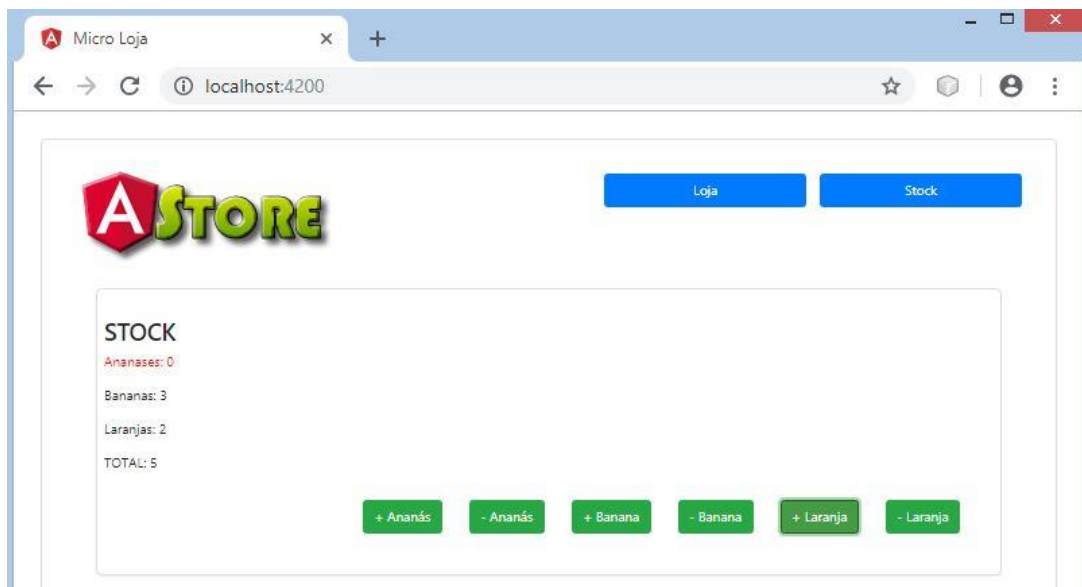 Micro Loja
localhost:4200
A STORE
Loja Stock
STOCK
Ananases: 0
Bananas: 3
Laranjas: 2
TOTAL: 5
+ Ananás - Ananás + Banana - Banana + Laranja - Laranja